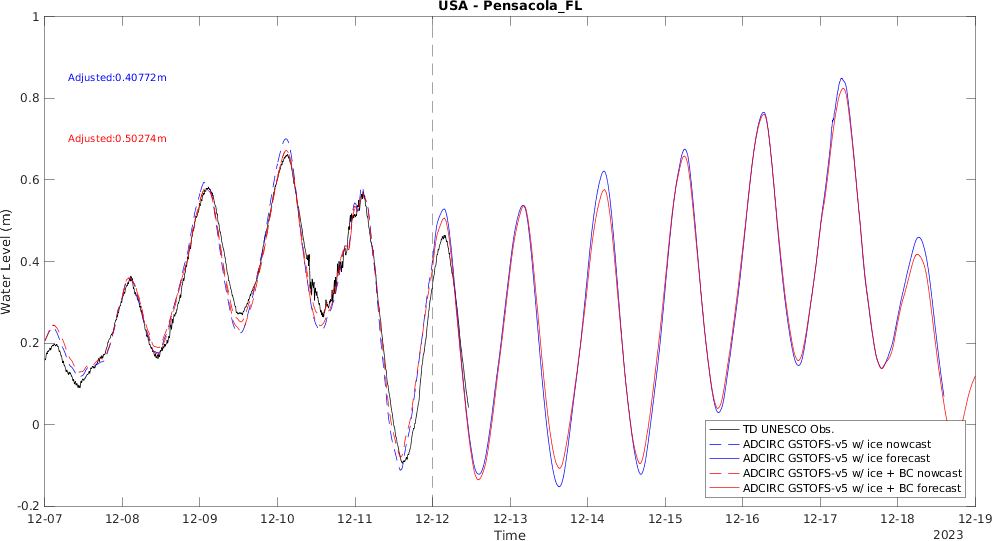 USA - Pensacola_FL
1
0.8
0.6
0.4
0.2
0
-0.2
Water Level (m)
Adjusted:0.40772m
Adjusted:0.50274m
TD UNESCO Obs.
ADCIRC GSTOFS-v5 w/ ice nowcast
ADCIRC GSTOFS-v5 w/ ice forecast
ADCIRC GSTOFS-v5 w/ ice + BC nowcast
ADCIRC GSTOFS-v5 w/ ice + BC forecast
12-07 12-08 12-09 12-10 12-11 12-12 12-13 12-14 12-15 12-16 12-17 12-18 12-19
Time
2023